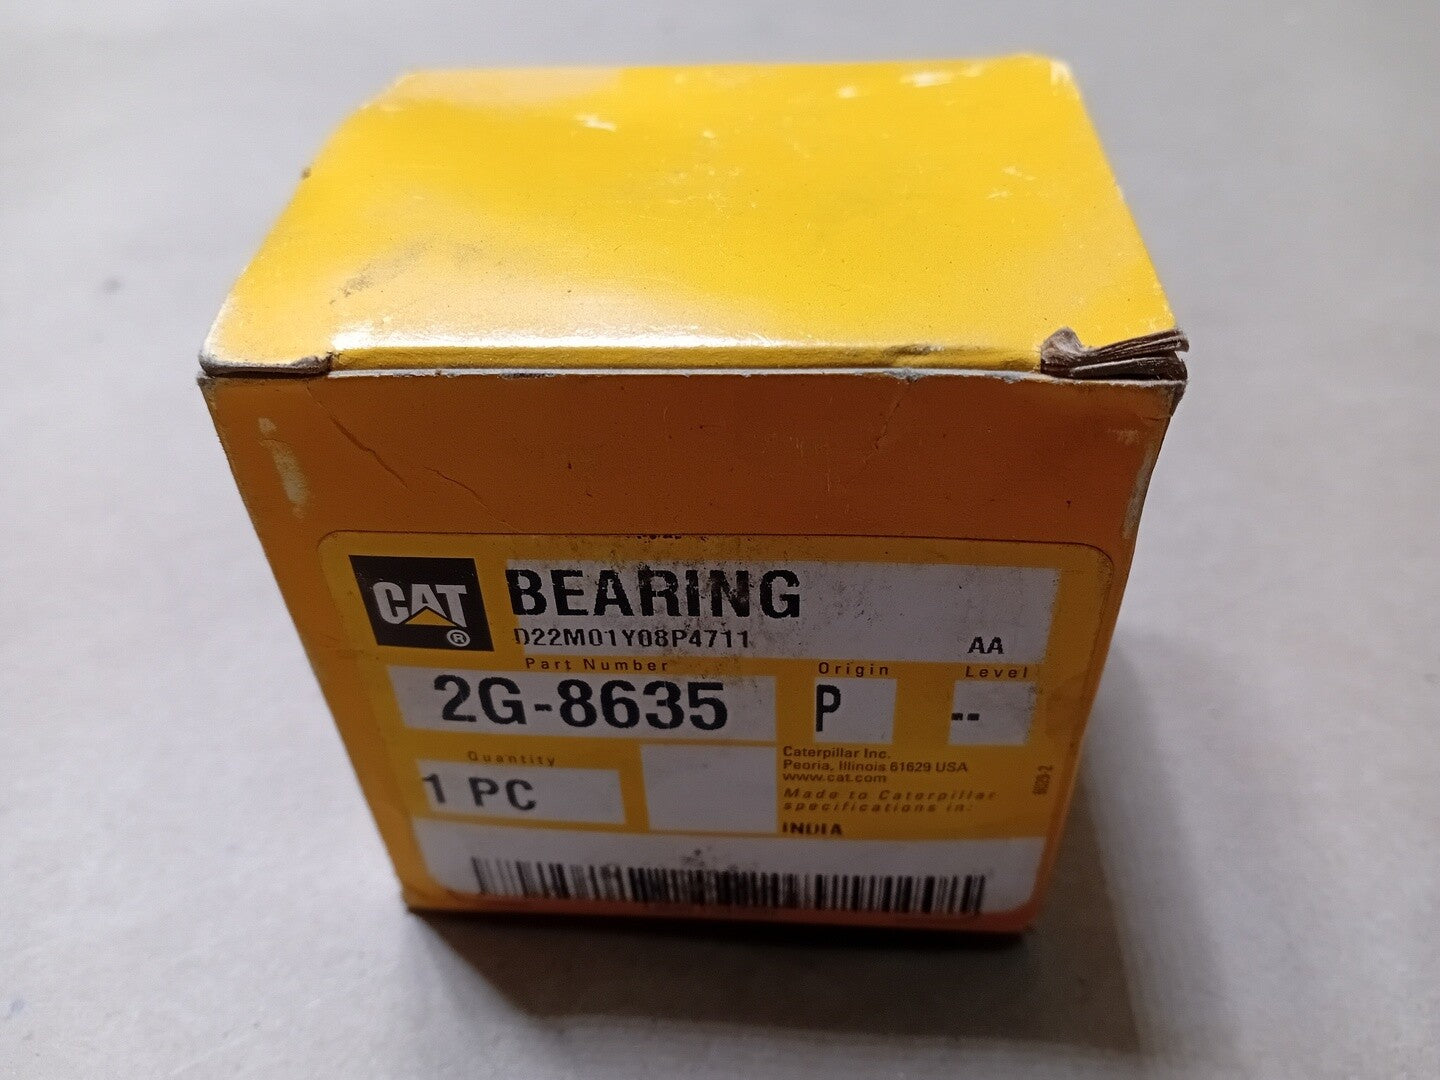 CAT®
BEARING
D22M01Y08P4711
AA
Part Number
Origin
Level
2G-8635
P
--
Quantity
1 PC
Caterpillar Inc.
Peoria, Illinois 61629 USA
www.cat.com
Made to Caterpillar
specifications in:
INDIA